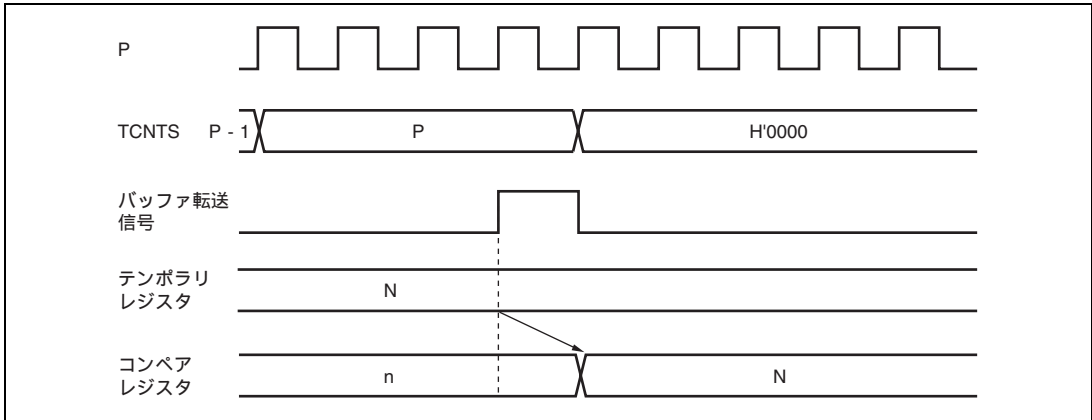 P
TCNTS P - 1 P H'0000
バッファ転送
信号
テンポラリ
レジスタ
N
コンペア
レジスタ
n N